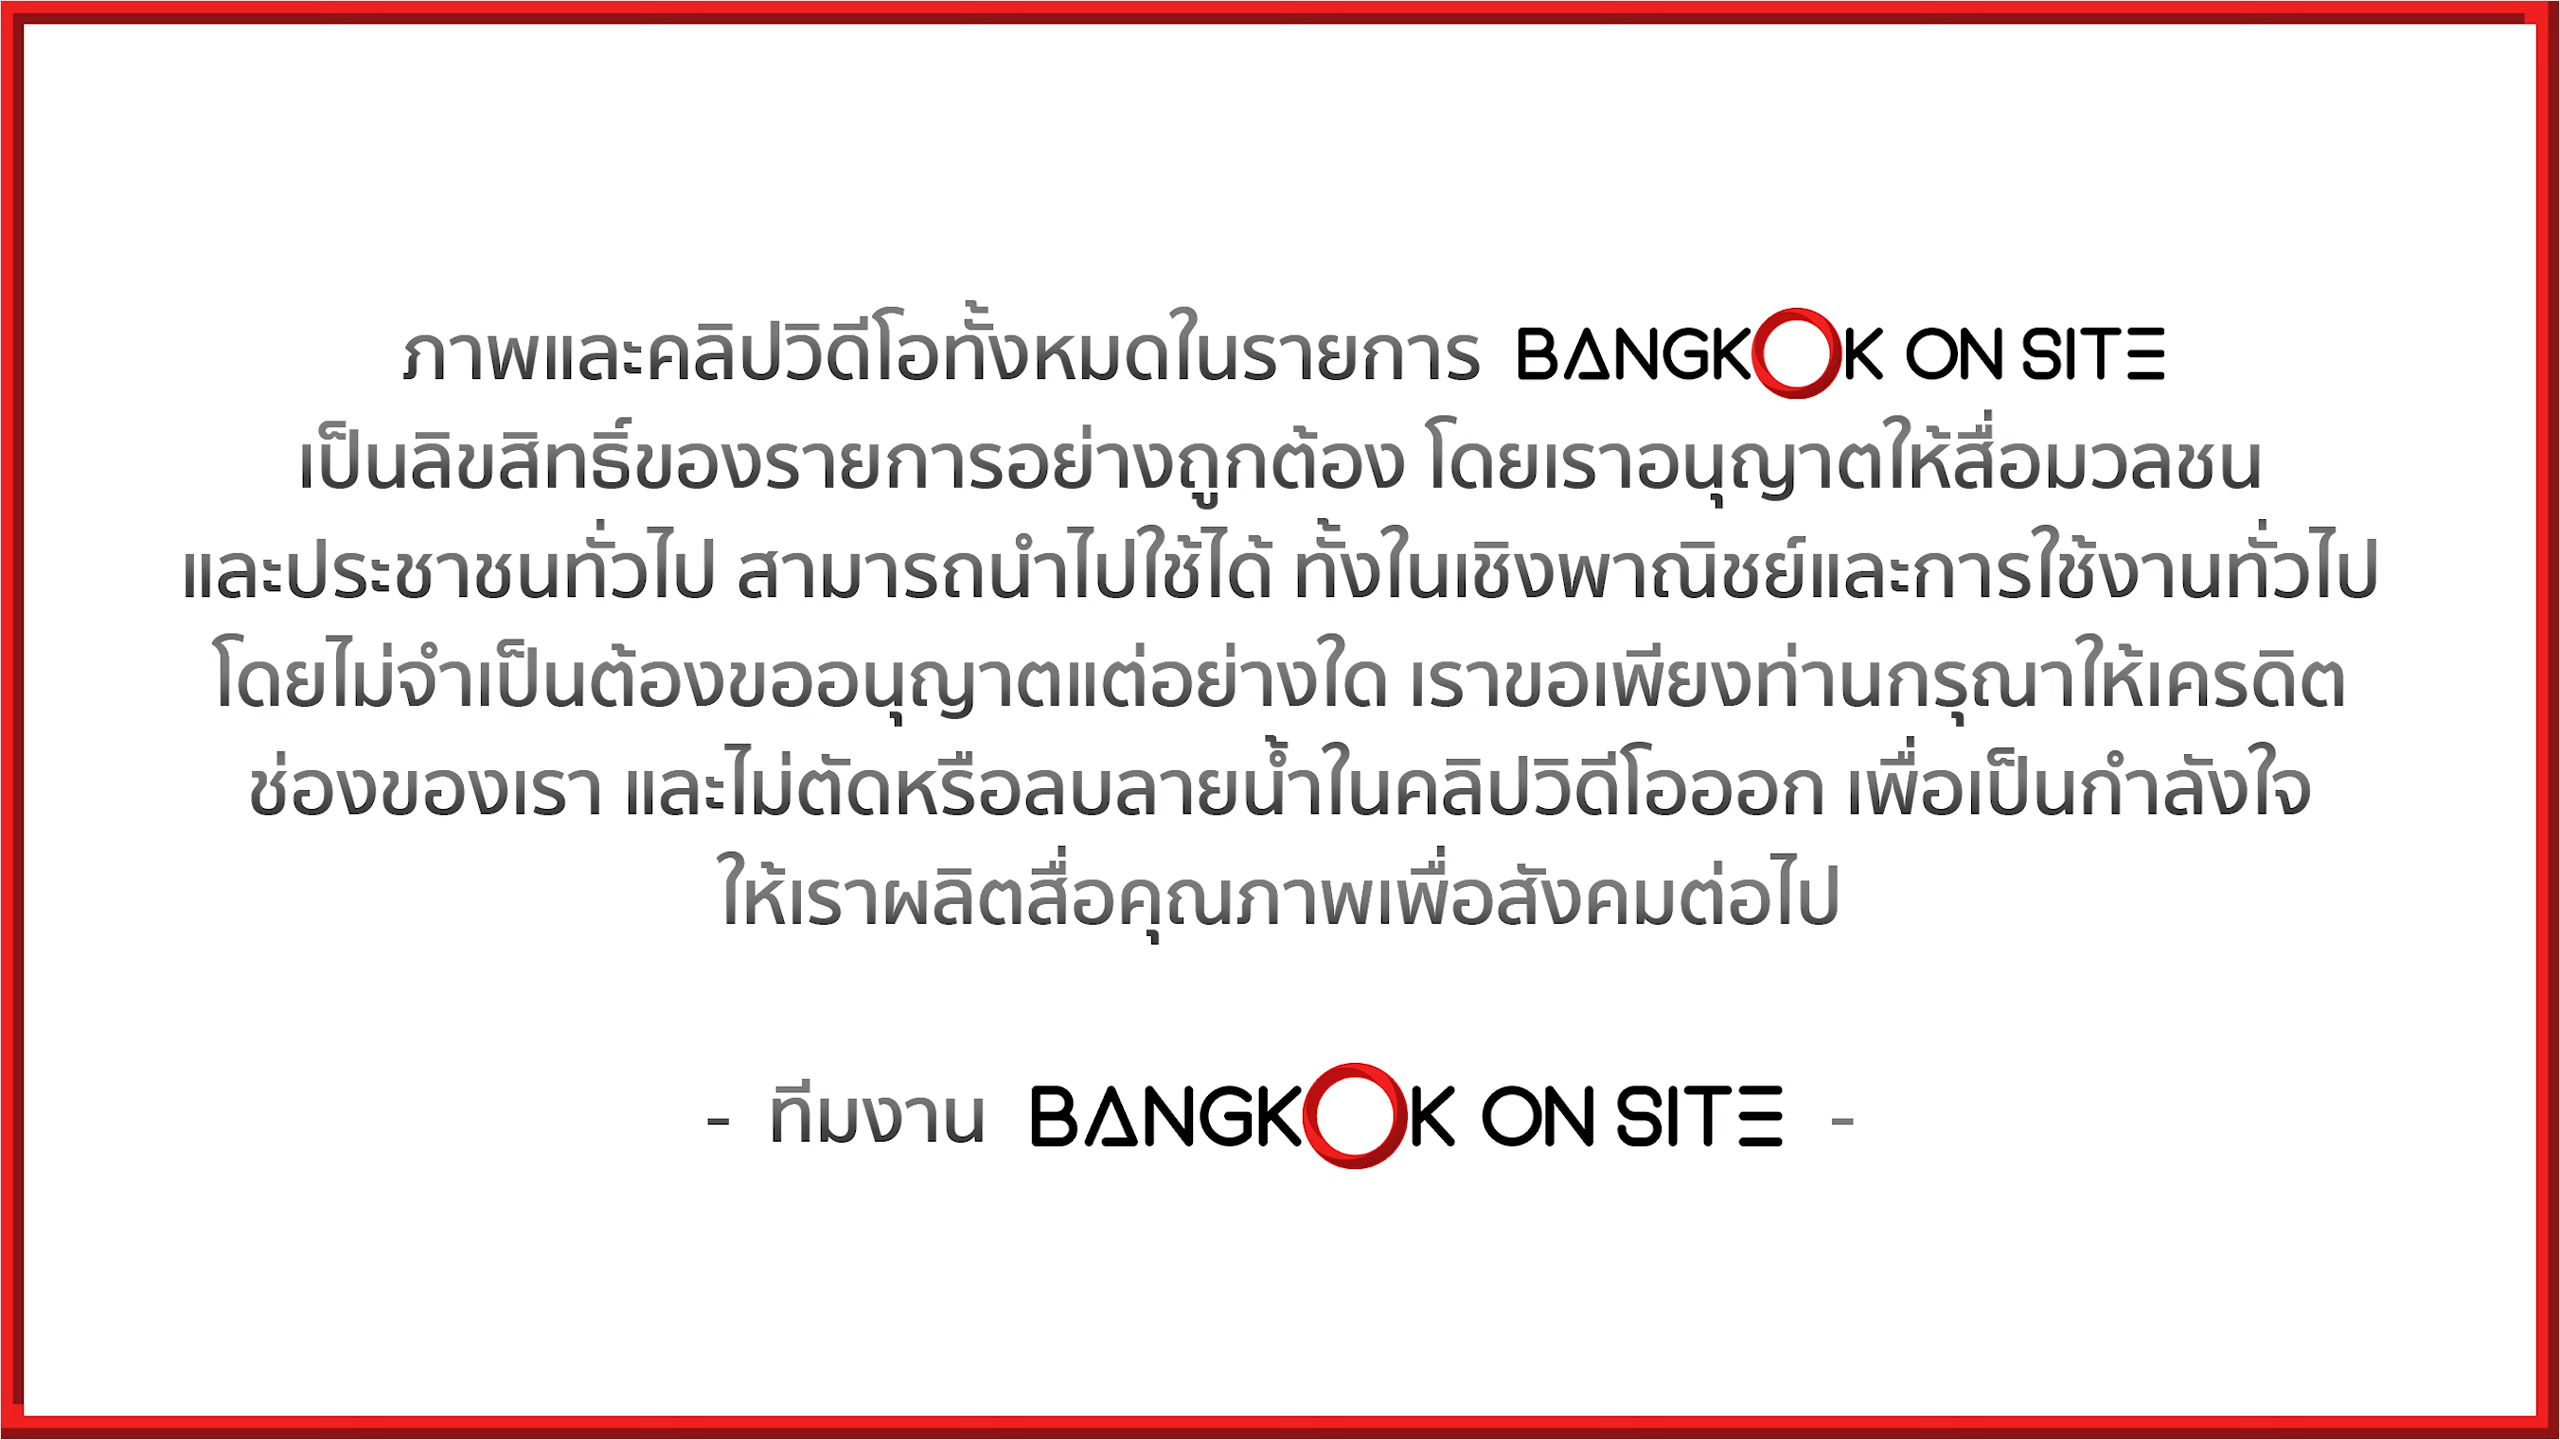 ภาพและคลิปวิดีโอทั้งหมดในรายการ BANGKOK ON SITE
เป็นลิขสิทธิ์ของรายการอย่างถูกต้อง โดยเราอนุญาตให้สื่อมวลชน
และประชาชนทั่วไป สามารถนำไปใช้ได้ ทั้งในเชิงพาณิชย์และการใช้งานทั่วไป
โดยไม่จำเป็นต้องขออนุญาตแต่อย่างใด เราขอเพียงท่านกรุณาให้เครดิต
ช่องของเรา และไม่ตัดหรือลบลายน้ำในคลิปวิดีโอออก เพื่อเป็นกำลังใจ
ให้เราผลิตสื่อคุณภาพเพื่อสังคมต่อไป
- ทีมงาน BANGKOK ON SITE -